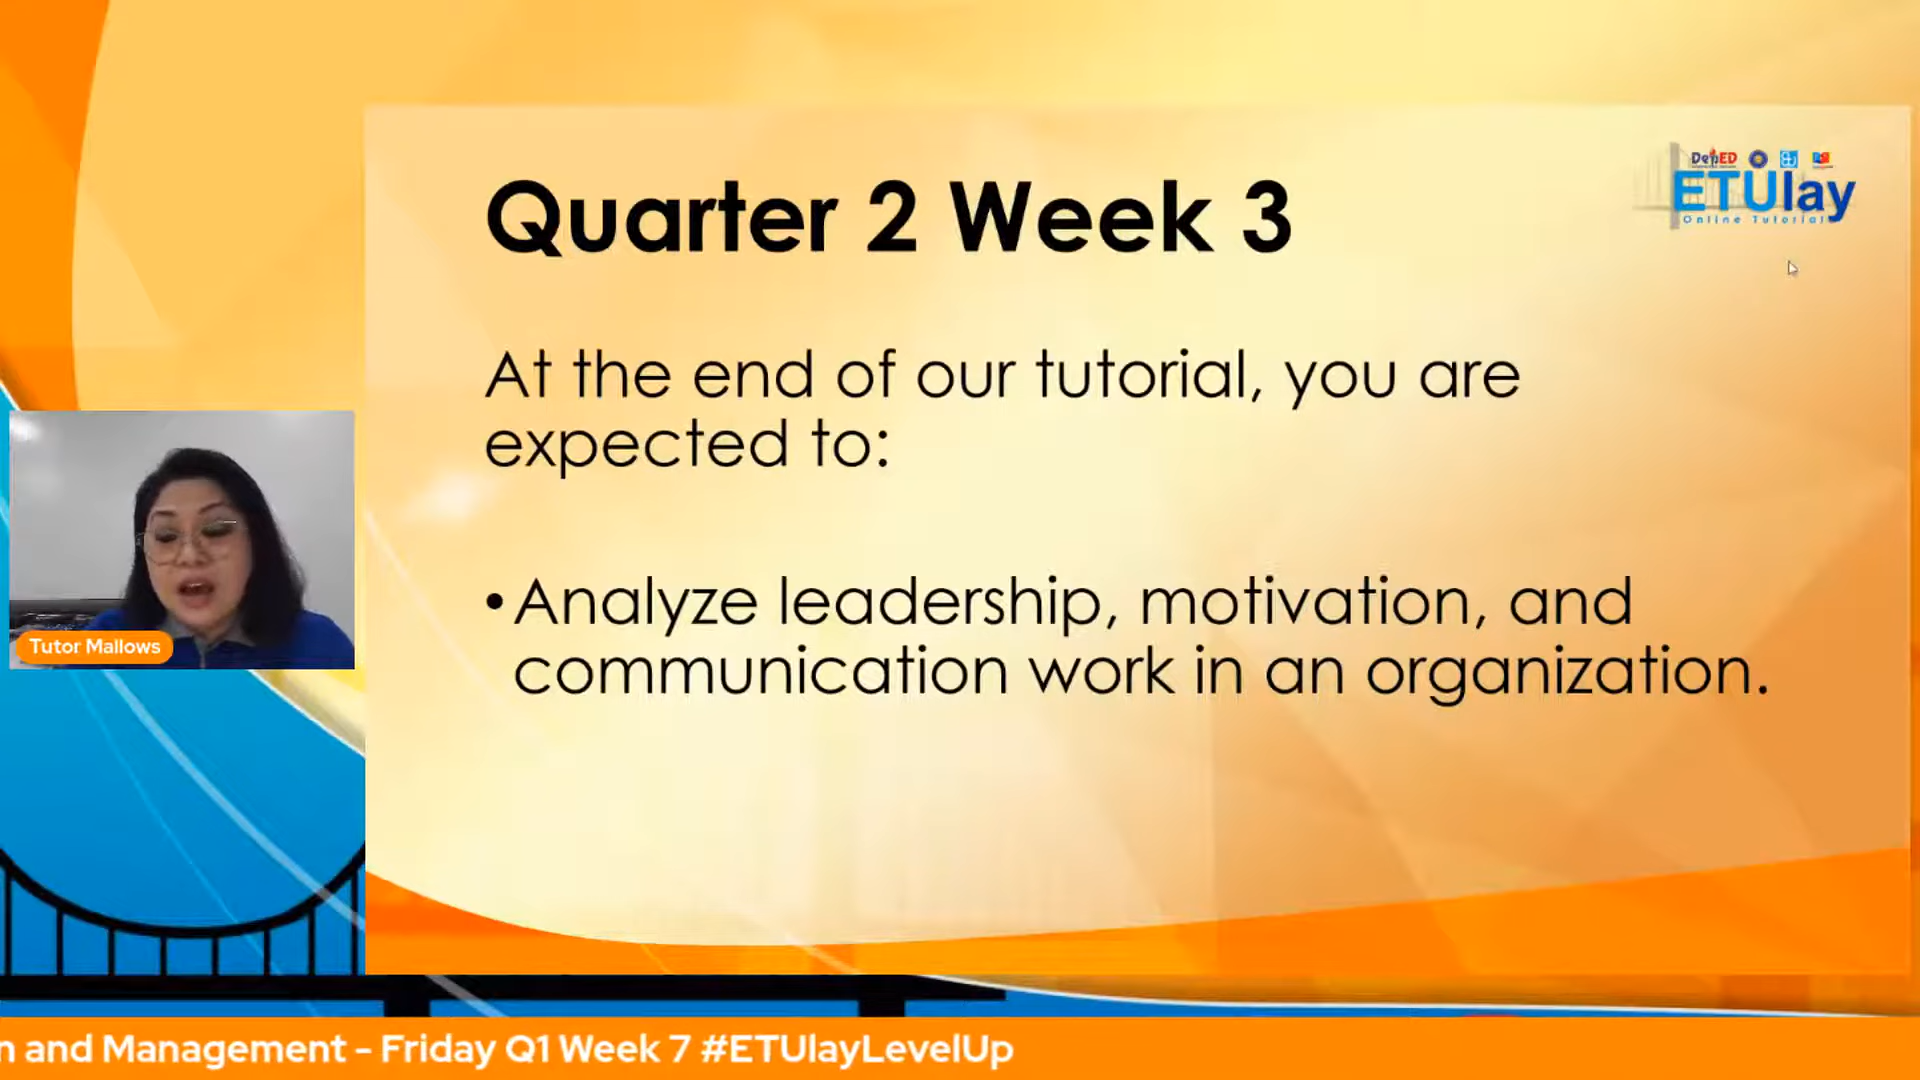 DepED
ETUlay
Online Tutorial
Quarter 2 Week 3
At the end of our tutorial, you are
expected to:
• Analyze leadership, motivation, and
communication work in an organization.
Tutor Mallows
n and Management - Friday Q1 Week 7 #ETUlayLevelUp